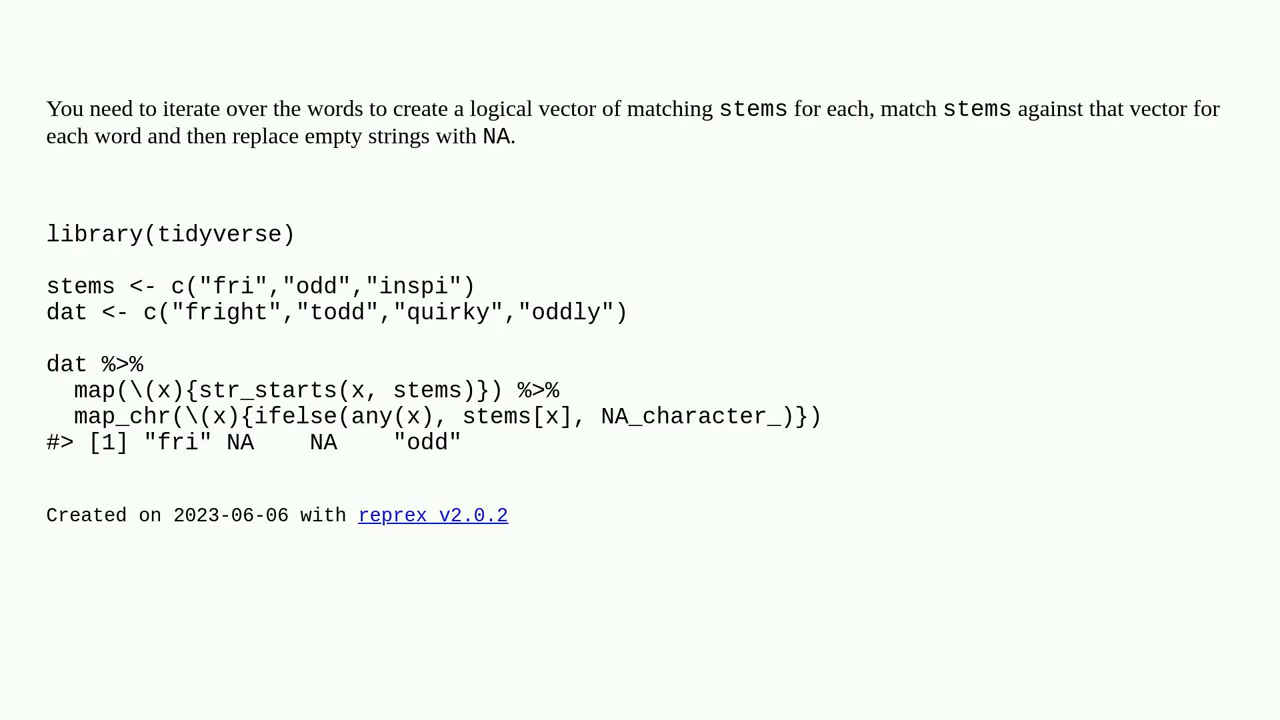 You need to iterate over the words to create a logical vector of matching stems for each, match stems against that vector for
each word and then replace empty strings with NA.
library(tidyverse)
stems <- c("fri","odd","inspi")
dat <- c("fright","todd","quirky","oddly")
dat %>%
  map(\(x){str_starts(x, stems)}) %>%
  map_chr(\(x){ifelse(any(x), stems[x], NA_character_)})
#> [1] "fri" NA    NA    "odd"
Created on 2023-06-06 with reprex v2.0.2